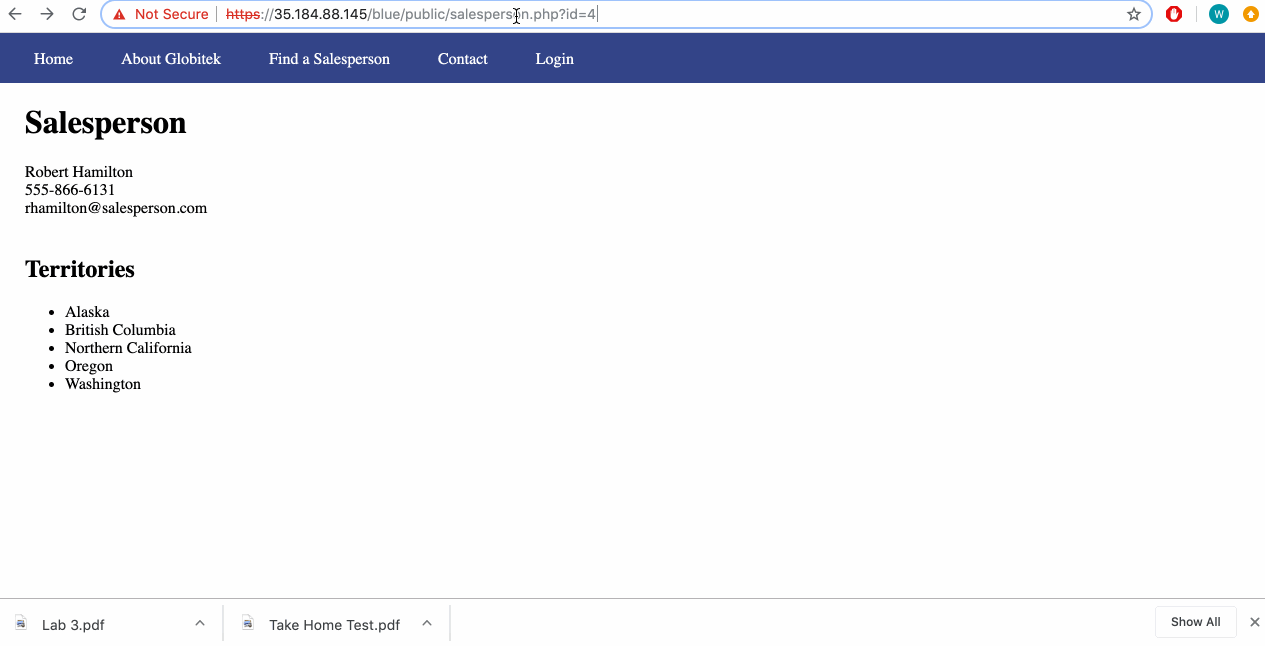 Not Secure | https://35.184.88.145/blue/public/salesperson.php?id=4
W
Home About Globitek Find a Salesperson Contact Login
Salesperson
Robert Hamilton
555-866-6131
rhamilton@salesperson.com
Territories
Alaska
British Columbia
Northern California
Oregon
Washington
Lab 3.pdf Take Home Test.pdf Show All